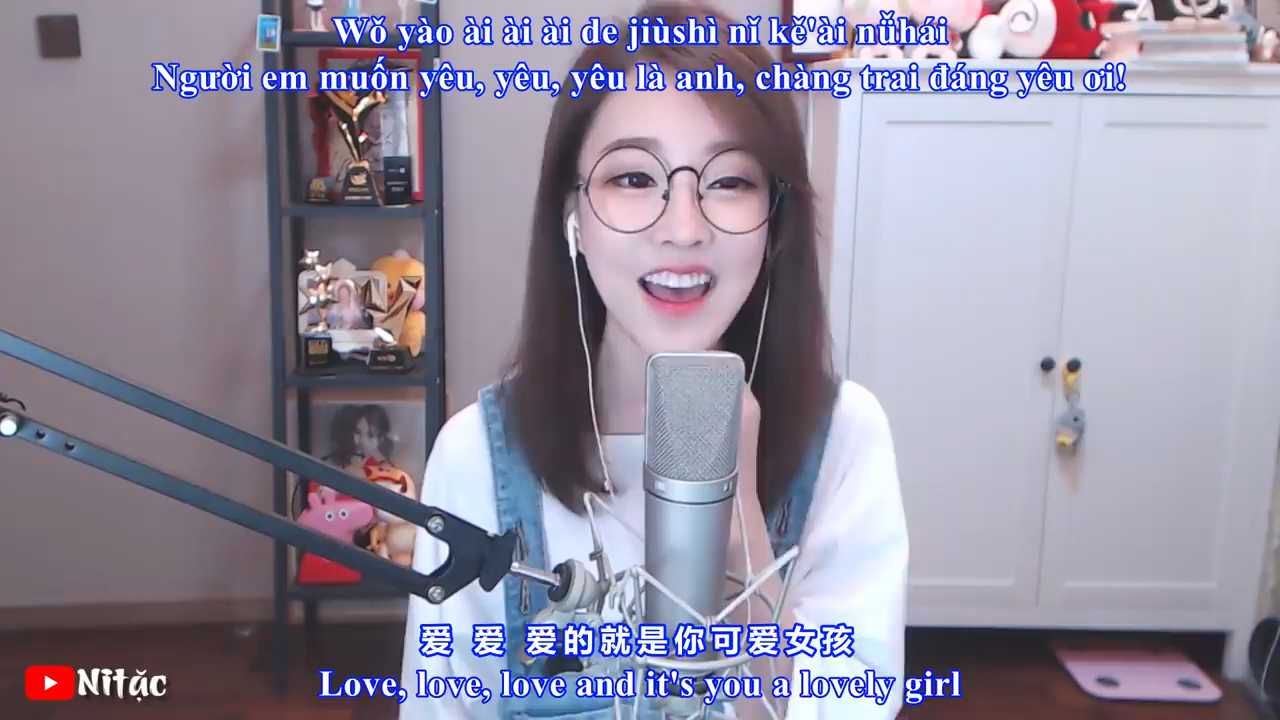 Wǒ yào ài ài ài de jiùshì nǐ kě'ài nǚhái
Người em muốn yêu, yêu, yêu là anh, chàng trai đáng yêu ơi!
爱 爱 爱的就是你可爱女孩
Love, love, love and it's you a lovely girl
Nitặc